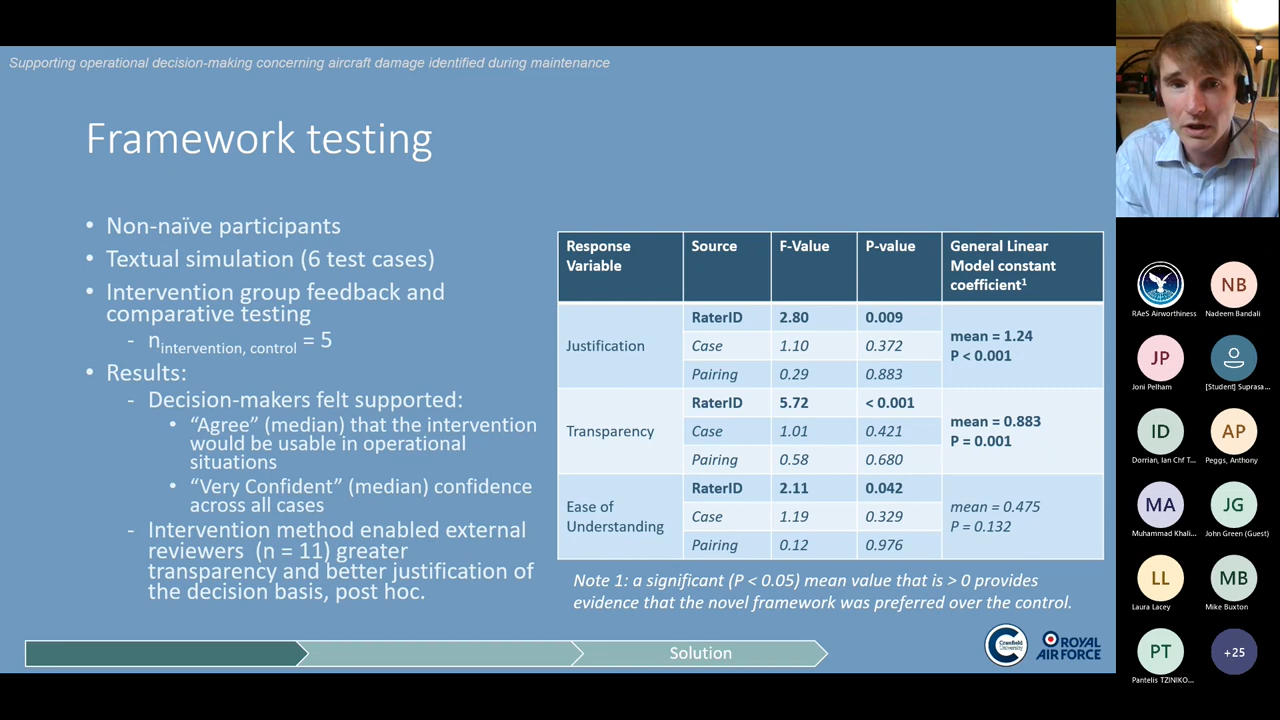 Supporting operational decision-making concerning aircraft damage identified during maintenance
Framework testing
• Non-naïve participants
• Textual simulation (6 test cases)
• Intervention group feedback and
comparative testing
- nintervention, control = 5
• Results:
- Decision-makers felt supported:
• “Agree” (median) that the intervention
would be usable in operational
situations
• “Very Confident” (median) confidence
across all cases
- Intervention method enabled external
reviewers (n = 11) greater
transparency and better justification of
the decision basis, post hoc.
Response Variable Source F-Value P-value General Linear Model constant coefficient1
Justification RaterID 2.80 0.009 mean = 1.24 P < 0.001
Case 1.10 0.372
Pairing 0.29 0.883
Transparency RaterID 5.72 < 0.001 mean = 0.883 P = 0.001
Case 1.01 0.421
Pairing 0.58 0.680
Ease of Understanding RaterID 2.11 0.042 mean = 0.475 P = 0.132
Case 1.19 0.329
Pairing 0.12 0.976
Note 1: a significant (P < 0.05) mean value that is > 0 provides
evidence that the novel framework was preferred over the control.
Solution
Cranfield University
ROYAL
AIR FORCE
RAeS Airworthiness
NB
Nadeem Bandali
JP
Joni Pelham
[Student] Suprasa...
ID
Dorrian, Ian Chf T...
AP
Peggs, Anthony
MA
Muhammad Khali...
JG
John Green (Guest)
LL
Laura Lacey
MB
Mike Buxton
PT
Pantelis TZINIKO...
+25